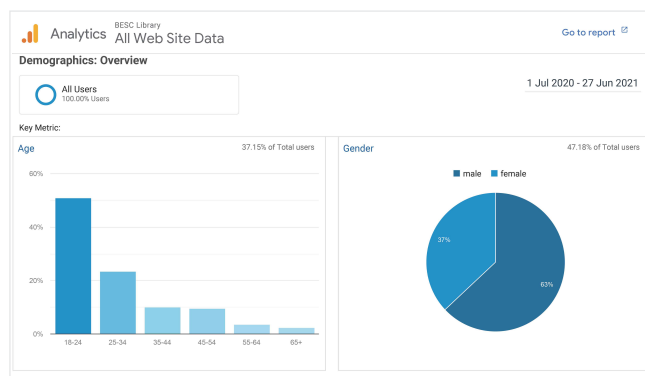 Analytics
BESC Library
All Web Site Data
Go to report
Demographics: Overview
All Users
100.00% Users
1 Jul 2020 - 27 Jun 2021
Key Metric:
Age
37.15% of Total users
60%
40%
20%
0%
18-24 25-34 35-44 45-54 55-64 65+
Gender
47.18% of Total users
male female
37%
63%